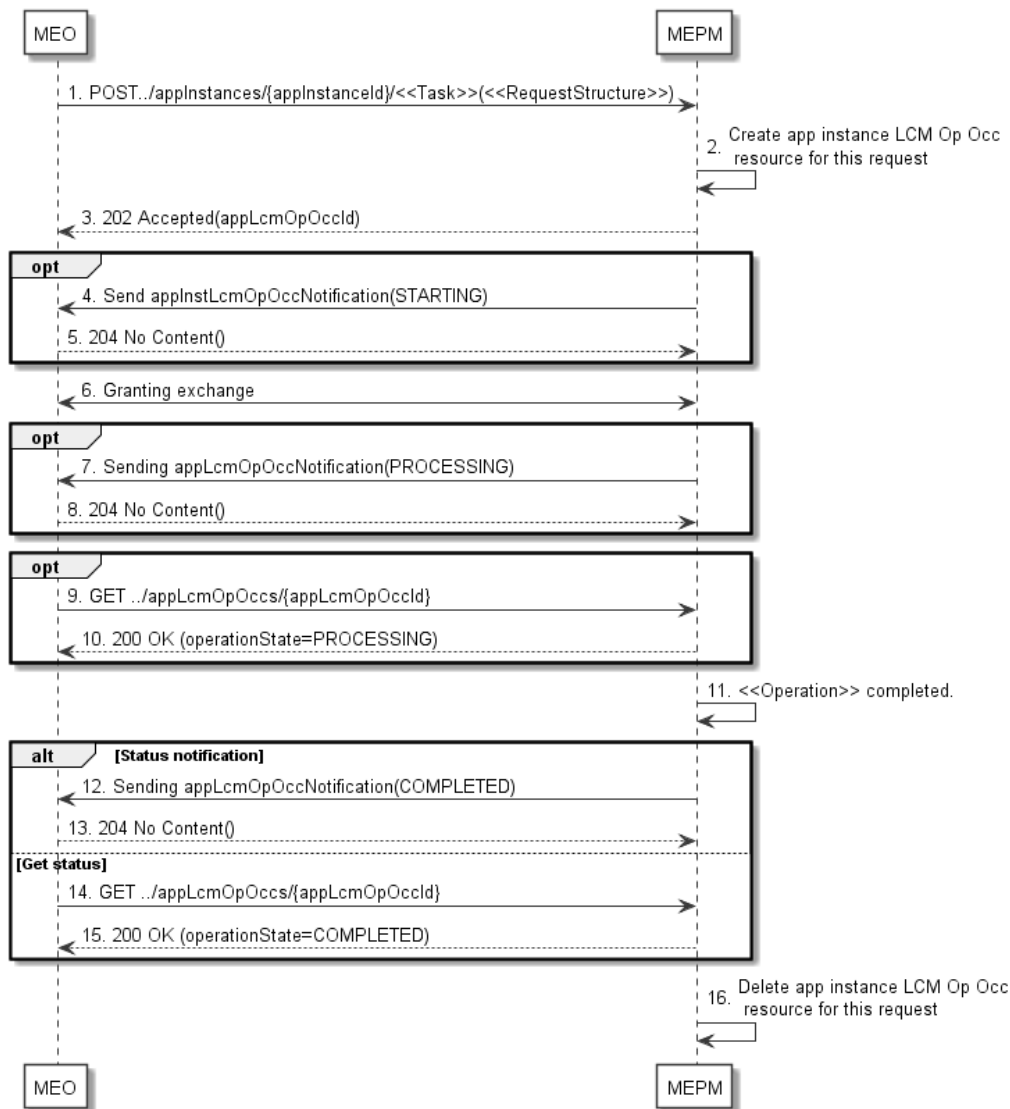 MEO
MEPM
1. POST../appInstances/{appInstanceId}/<<Task>>(<<RequestStructure>>)
2. Create app instance LCM Op Occ
resource for this request
3. 202 Accepted(appLcmOpOccId)
opt
4. Send appInstLcmOpOccNotification(STARTING)
5. 204 No Content()
6. Granting exchange
opt
7. Sending appLcmOpOccNotification(PROCESSING)
8. 204 No Content()
opt
9. GET ../appLcmOpOccs/{appLcmOpOccId}
10. 200 OK (operationState=PROCESSING)
11. <<Operation>> completed.
alt [Status notification]
12. Sending appLcmOpOccNotification(COMPLETED)
13. 204 No Content()
[Get status]
14. GET ../appLcmOpOccs/{appLcmOpOccId}
15. 200 OK (operationState=COMPLETED)
16. Delete app instance LCM Op Occ
resource for this request
MEO
MEPM